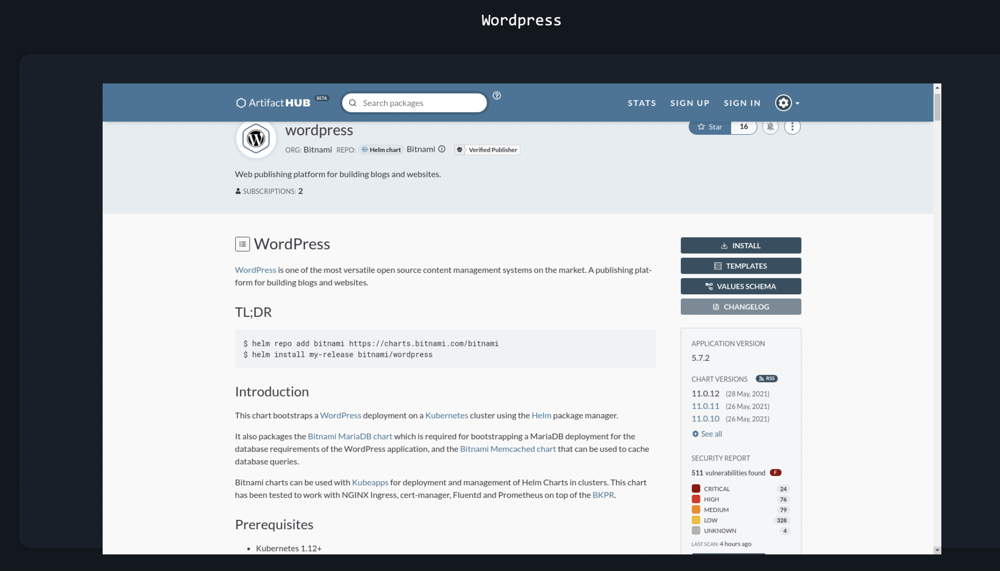 Wordpress
ArtifactHUB BETA
Search packages
STATS SIGN UP SIGN IN
wordpress
Star 16
ORG: Bitnami REPO: Helm chart Bitnami Verified Publisher
Web publishing platform for building blogs and websites.
SUBSCRIPTIONS: 2
WordPress
WordPress is one of the most versatile open source content management systems on the market. A publishing plat-
form for building blogs and websites.
TL;DR
$ helm repo add bitnami https://charts.bitnami.com/bitnami
$ helm install my-release bitnami/wordpress
Introduction
This chart bootstraps a WordPress deployment on a Kubernetes cluster using the Helm package manager.
It also packages the Bitnami MariaDB chart which is required for bootstrapping a MariaDB deployment for the
database requirements of the WordPress application, and the Bitnami Memcached chart that can be used to cache
database queries.
Bitnami charts can be used with Kubeapps for deployment and management of Helm Charts in clusters. This chart
has been tested to work with NGINX Ingress, cert-manager, Fluentd and Prometheus on top of the BKPR.
Prerequisites
• Kubernetes 1.12+
INSTALL
TEMPLATES
VALUES SCHEMA
CHANGELOG
APPLICATION VERSION
5.7.2
CHART VERSIONS RSS
11.0.12 (28 May, 2021)
11.0.11 (26 May, 2021)
11.0.10 (26 May, 2021)
See all
SECURITY REPORT
511 vulnerabilities found F
CRITICAL 24
HIGH 76
MEDIUM 79
LOW 328
UNKNOWN 4
LAST SCAN: 4 hours ago